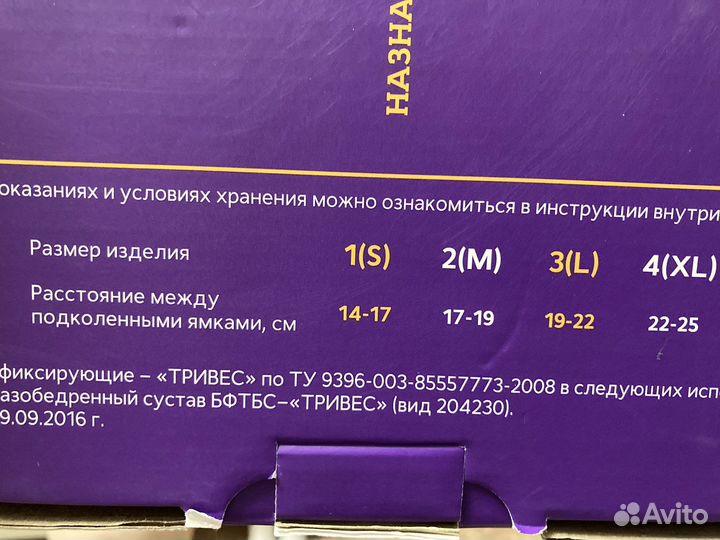 НАЗНА
оказаниях и условиях хранения можно ознакомиться в инструкции внутри
Размер изделия 1(S) 2(M) 3(L) 4(XL)
Расстояние между
подколенными ямками, см 14-17 17-19 19-22 22-25
фиксирующие – «ТРИВЕС» по ТУ 9396-003-85557773-2008 в следующих исп
азобедренный сустав БФТБС–«ТРИВЕС» (вид 204230).
9.09.2016 г.
Avito